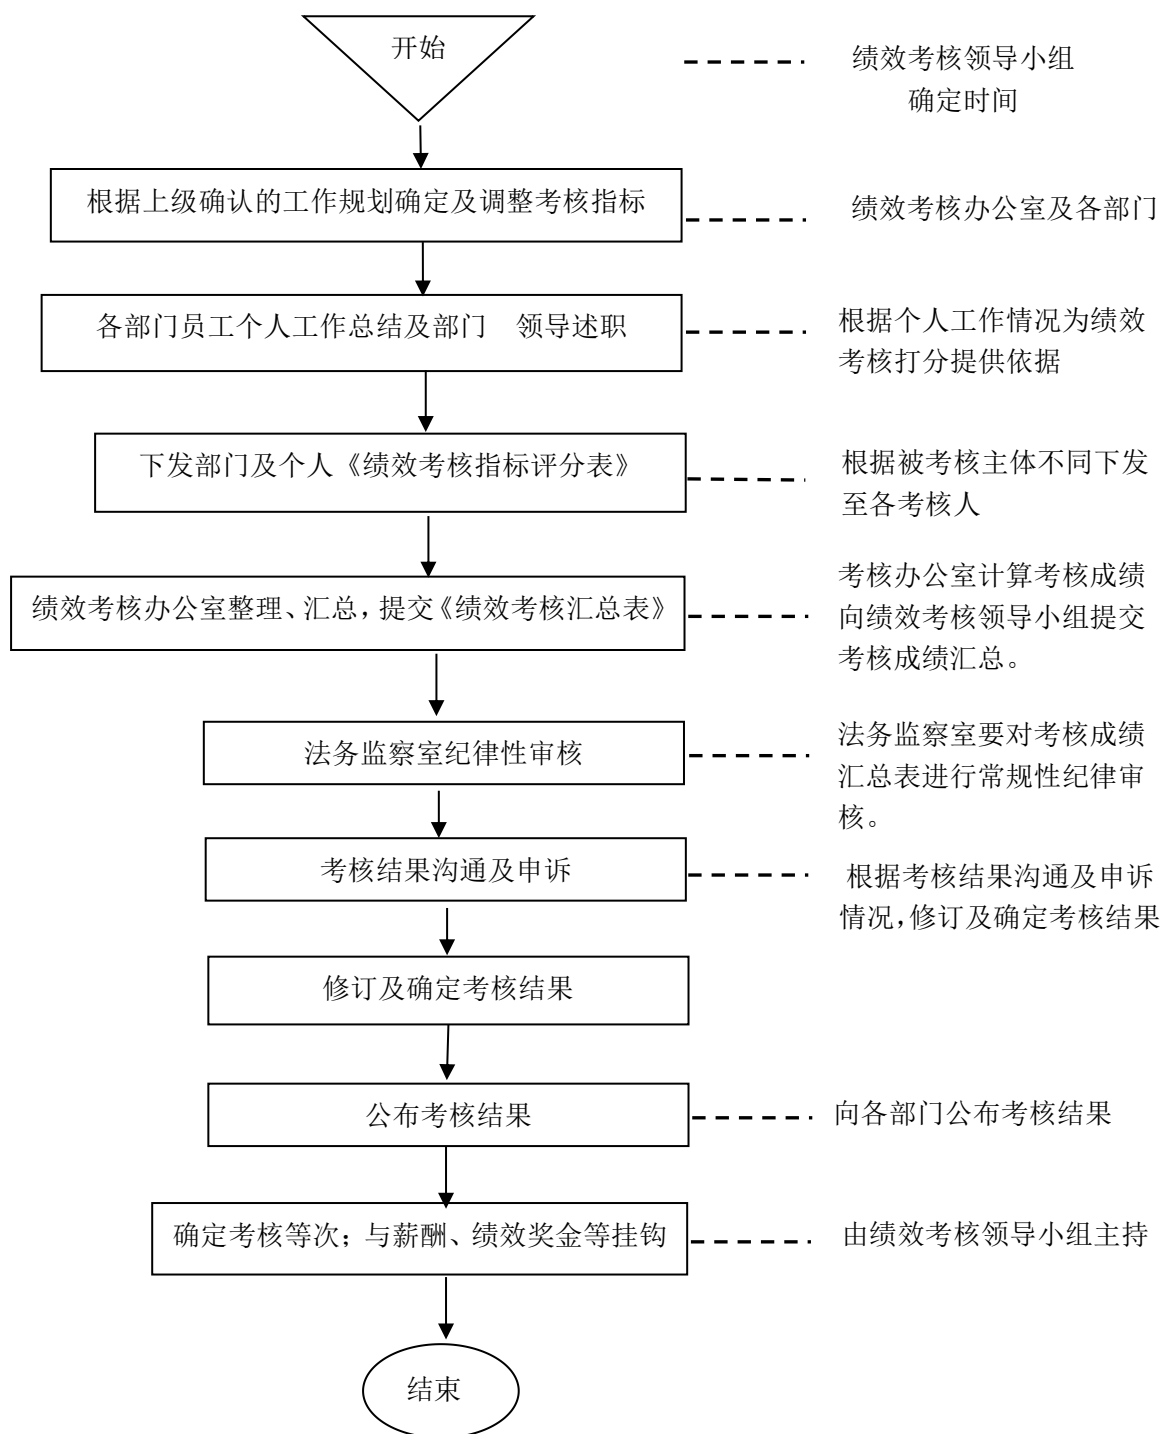 开始
绩效考核领导小组
确定时间
根据上级确认的工作规划确定及调整考核指标
绩效考核办公室及各部门
各部门员工个人工作总结及部门 领导述职
根据个人工作情况为绩效
考核打分提供依据
下发部门及个人《绩效考核指标评分表》
根据被考核主体不同下发
至各考核人
绩效考核办公室整理、汇总，提交《绩效考核汇总表》
考核办公室计算考核成绩
向绩效考核领导小组提交
考核成绩汇总。
法务监察室纪律性审核
法务监察室要对考核成绩
汇总表进行常规性纪律审
核。
考核结果沟通及申诉
根据考核结果沟通及申诉
情况，修订及确定考核结果
修订及确定考核结果
公布考核结果
向各部门公布考核结果
确定考核等次；与薪酬、绩效奖金等挂钩
由绩效考核领导小组主持
结束